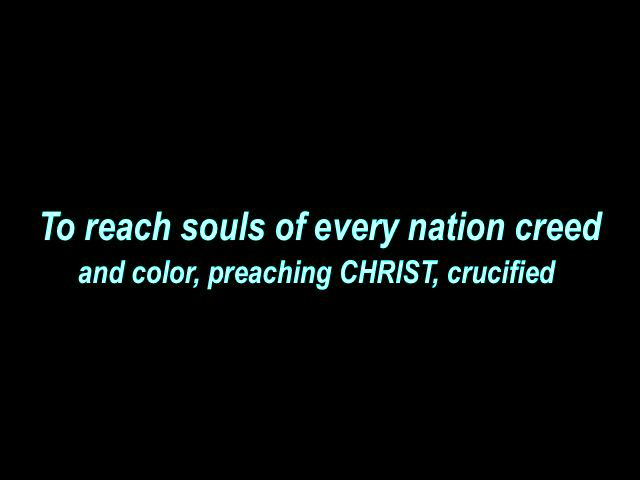 To reach souls of every nation creed
and color, preaching CHRIST, crucified